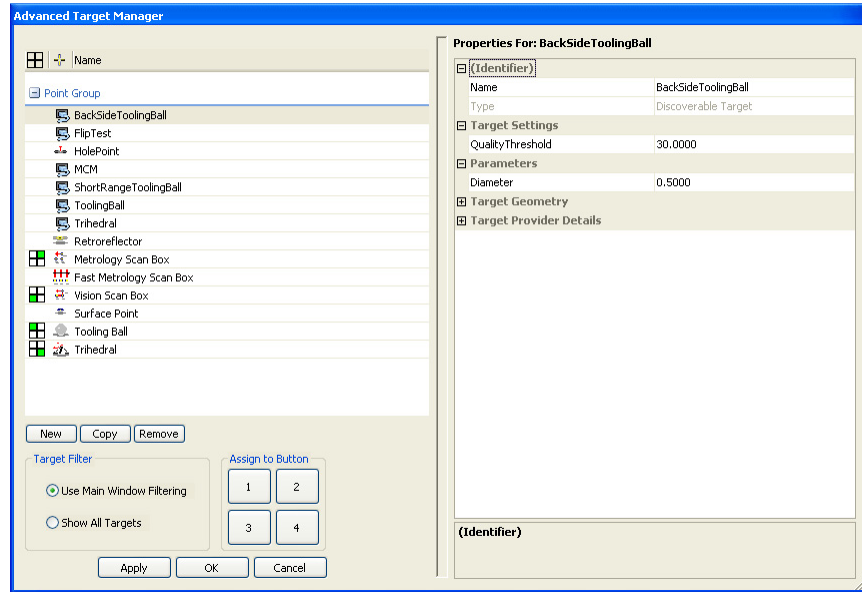 Advanced Target Manager
Name
Point Group
BackSideToolingBall
FlipTest
HolePoint
MCM
ShortRangeToolingBall
ToolingBall
Trihedral
Retroreflector
Metrology Scan Box
Fast Metrology Scan Box
Vision Scan Box
Surface Point
Tooling Ball
Trihedral
New Copy Remove
Target Filter
Use Main Window Filtering
Show All Targets
Assign to Button
1 2
3 4
Apply OK Cancel
Properties For: BackSideToolingBall
(Identifier)
Name BackSideToolingBall
Type Discoverable Target
Target Settings
QualityThreshold 30.0000
Parameters
Diameter 0.5000
Target Geometry
Target Provider Details
(Identifier)